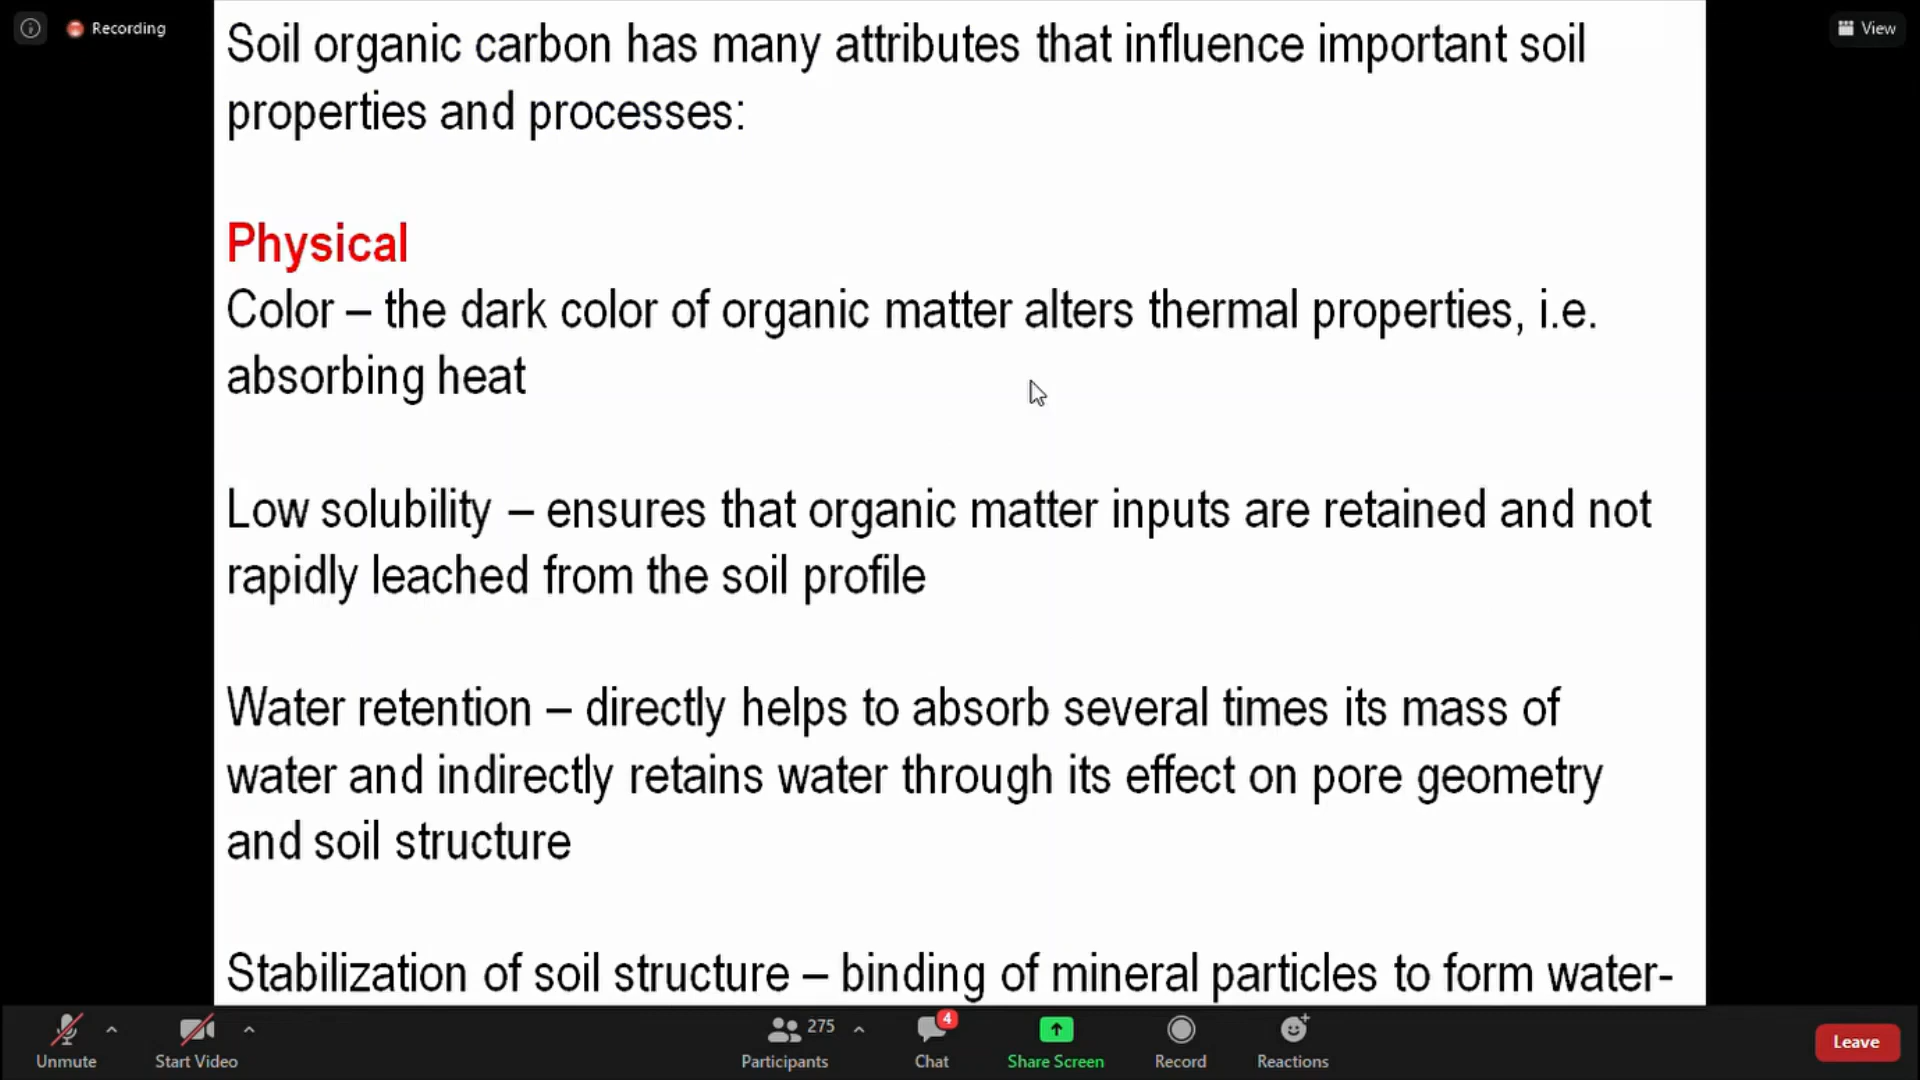 Recording
View
Soil organic carbon has many attributes that influence important soil
properties and processes:
Physical
Color – the dark color of organic matter alters thermal properties, i.e.
absorbing heat
Low solubility – ensures that organic matter inputs are retained and not
rapidly leached from the soil profile
Water retention – directly helps to absorb several times its mass of
water and indirectly retains water through its effect on pore geometry
and soil structure
Stabilization of soil structure – binding of mineral particles to form water-
Unmute
Start Video
275
Participants
4
Chat
Share Screen
Record
Reactions
Leave